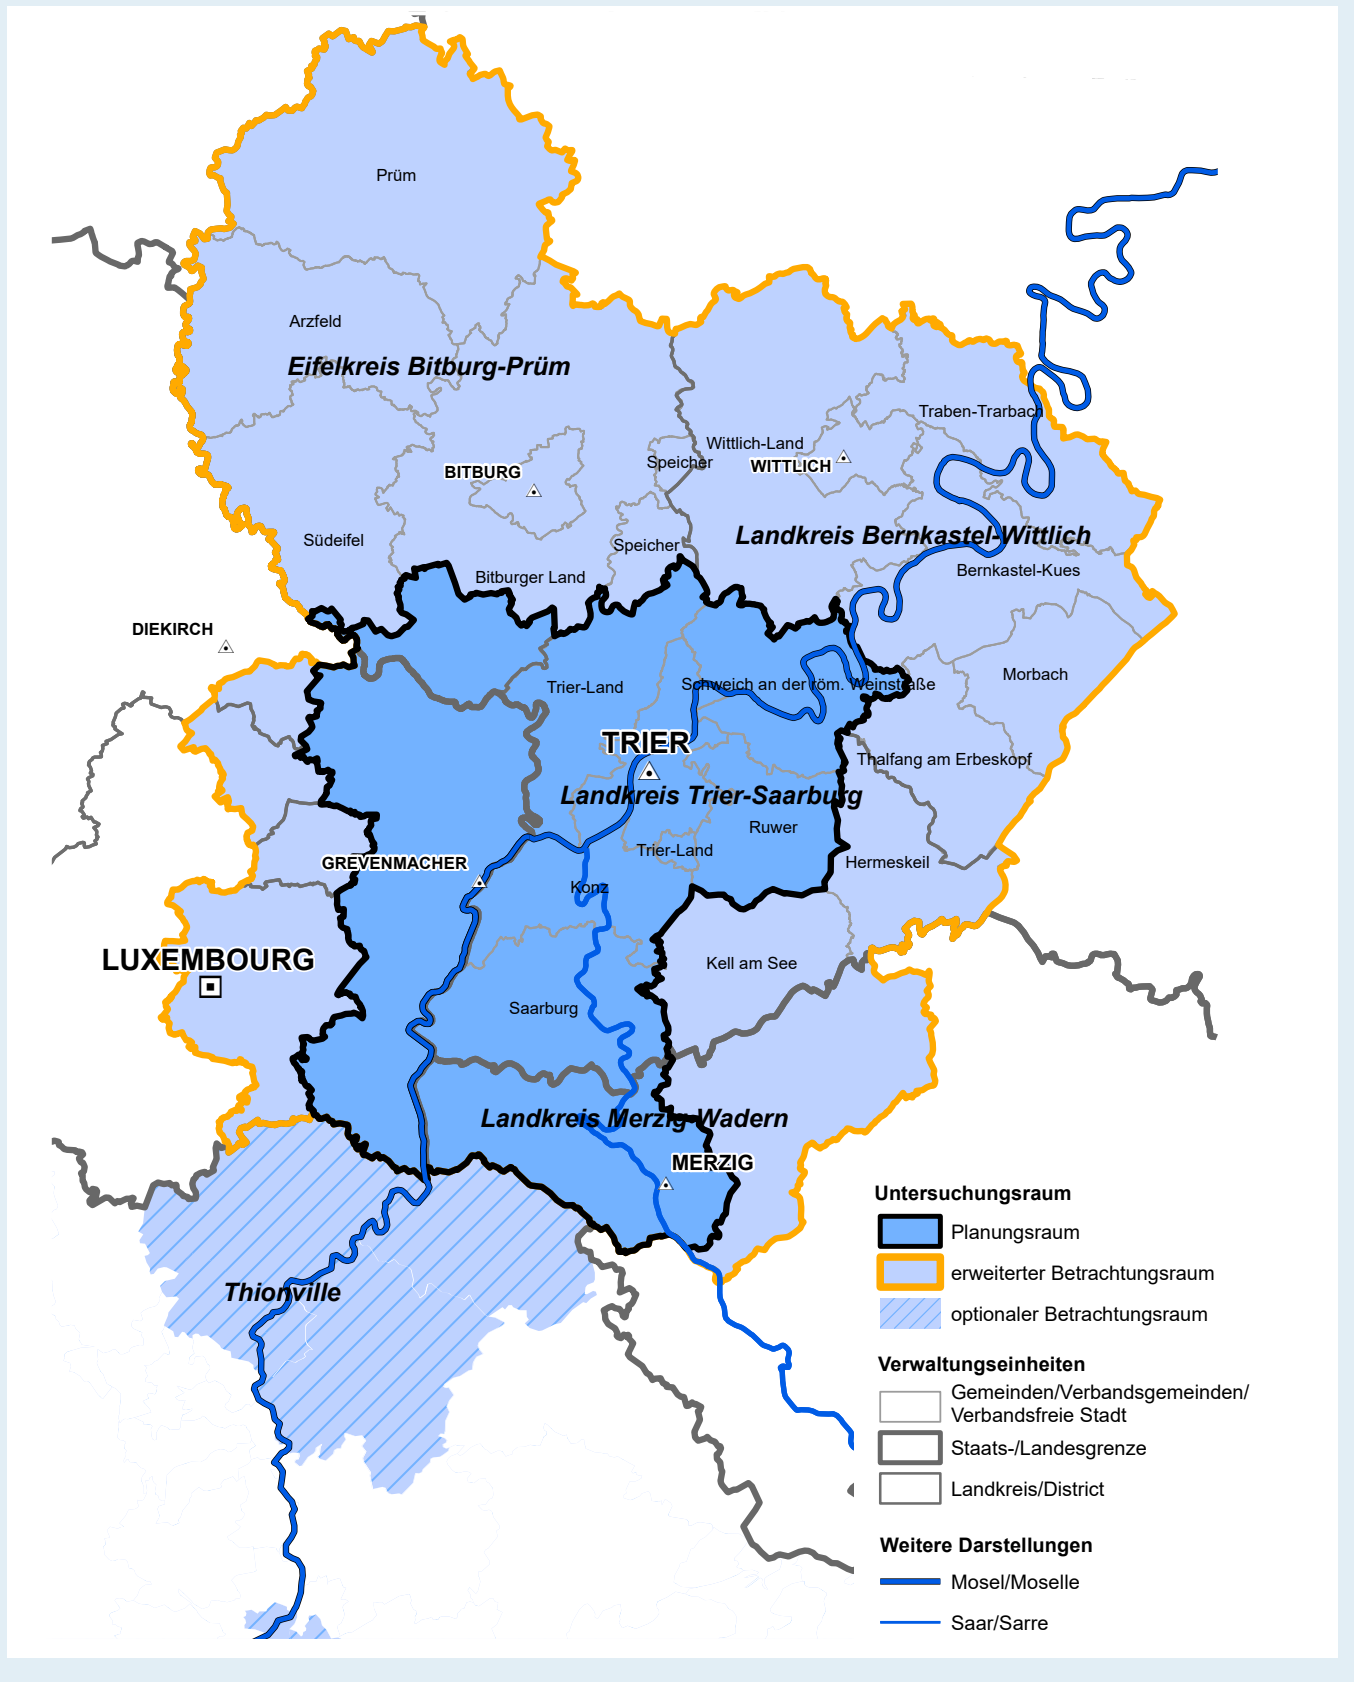 Prüm
Arzfeld
Eifelkreis Bitburg-Prüm
Traben-Trarbach
Wittlich-Land
Speicher
WITTLICH
BITBURG
Südeifel
Speicher
Landkreis Bernkastel-Wittlich
Bitburger Land
Bernkastel-Kues
DIEKIRCH
Trier-Land
Schweich an der röm. Weinstraße
Morbach
TRIER
Thalfang am Erbeskopf
Landkreis Trier-Saarburg
Ruwer
Trier-Land
GREVENMACHER
Hermeskeil
Konz
LUXEMBOURG
Kell am See
Saarburg
Landkreis Merzig-Wadern
MERZIG
Thionville
Untersuchungsraum
Planungsraum
erweiterter Betrachtungsraum
optionaler Betrachtungsraum
Verwaltungseinheiten
Gemeinden/Verbandsgemeinden/
Verbandsfreie Stadt
Staats-/Landesgrenze
Landkreis/District
Weitere Darstellungen
Mosel/Moselle
Saar/Sarre